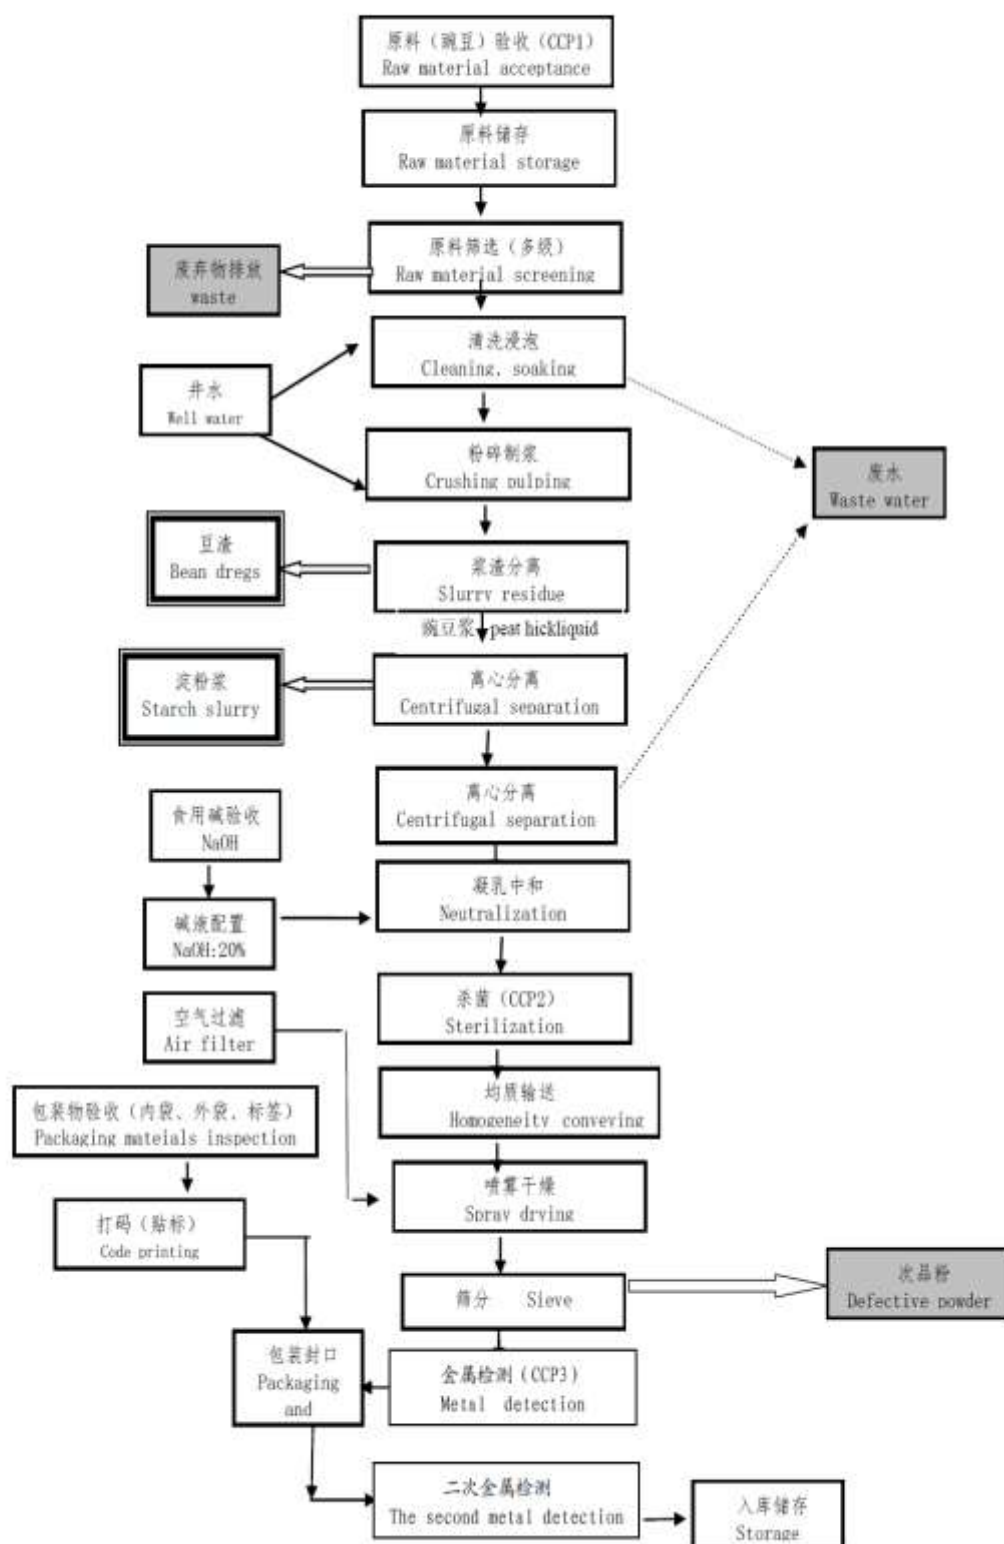 原料（豌豆）验收（CCP1）
Raw material acceptance
原料储存
Raw material storage
原料筛选（多级）
Raw material screening
废弃物排放
waste
清洗浸泡
Cleaning, soaking
井水
Well water
粉碎制浆
Crushing pulping
废水
Waste water
豆渣
Bean dregs
浆渣分离
Slurry residue
豌豆浆 peat hickliquid
淀粉浆
Starch slurry
离心分离
Centrifugal separation
离心分离
Centrifugal separation
食用碱验收
NaOH
凝乳中和
Neutralization
碱液配置
NaOH:20%
杀菌（CCP2）
Sterilization
空气过滤
Air filter
均质输送
Homogeneity conveying
包装物验收（内袋、外袋、标签）
Packaging mateials inspection
喷雾干燥
Spray drying
打码（贴标）
Code printing
筛分 Sieve
次品粉
Defective powder
包装封口
Packaging
and
金属检测（CCP3）
Metal detection
二次金属检测
The second metal detection
入库储存
Storage